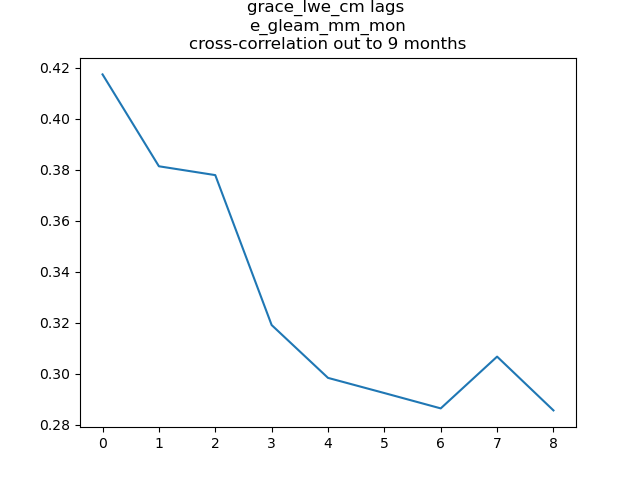 grace_lwe_cm lags
e_gleam_mm_mon
cross-correlation out to 9 months
0.42
0.40
0.38
0.36
0.34
0.32
0.30
0.28
0 1 2 3 4 5 6 7 8